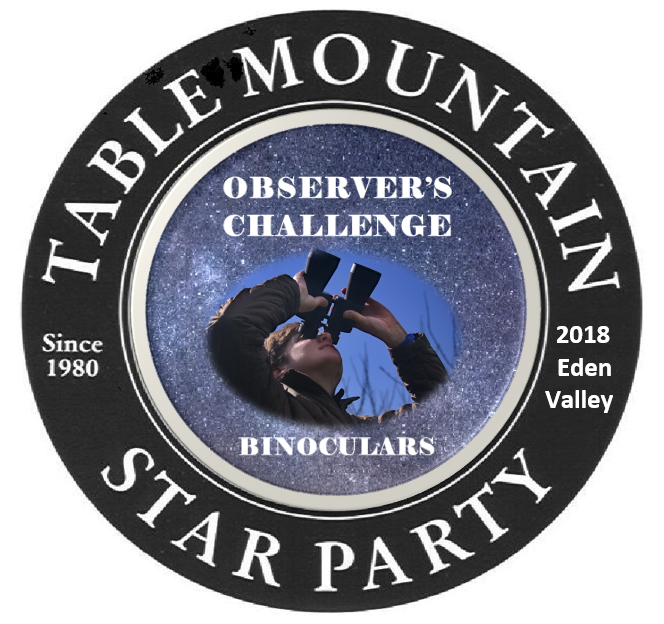 TABLE MOUNTAIN
OBSERVER'S
CHALLENGE
Since
1980
2018
Eden
Valley
BINOCULARS
STAR PARTY